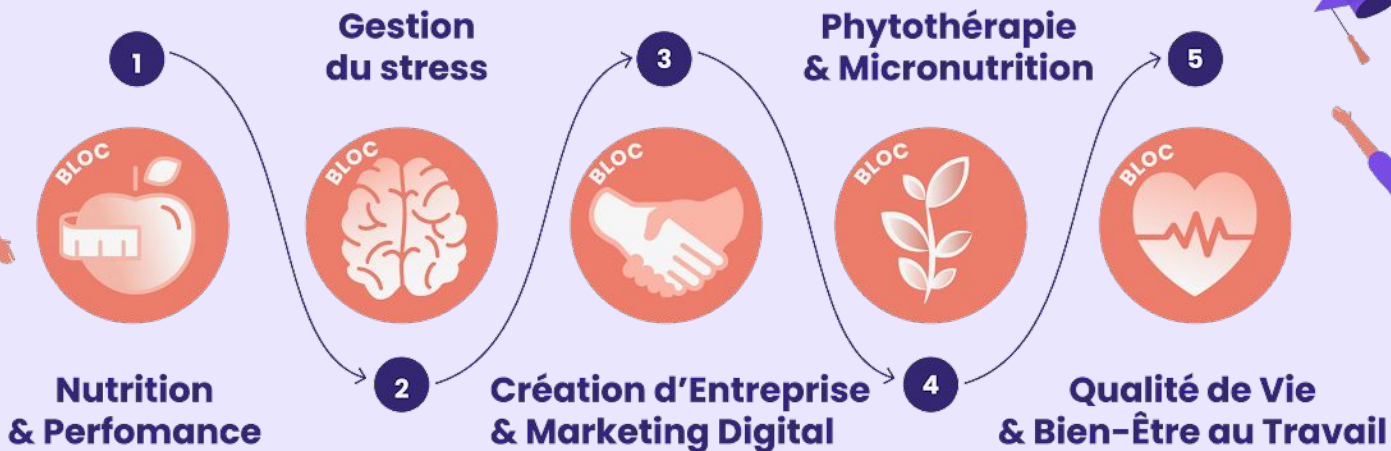 1
BLOC
Nutrition
& Perfomance
Gestion
du stress
BLOC
2
3
BLOC
Création d’Entreprise
& Marketing Digital
Phytothérapie
& Micronutrition
BLOC
4
5
BLOC
Qualité de Vie
& Bien-Être au Travail